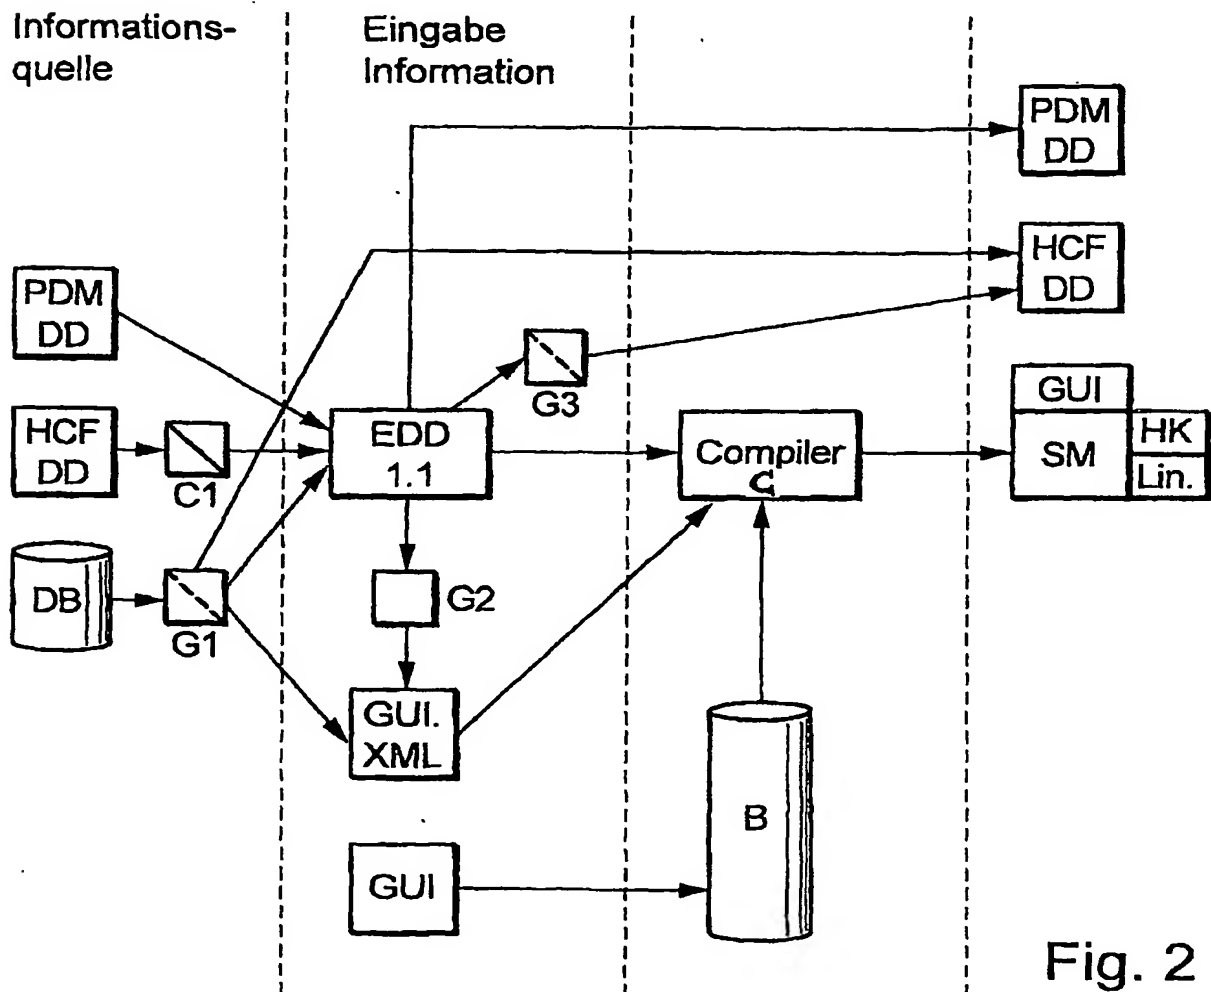 Informations-
quelle
Eingabe
Information
PDM
DD
HCF
DD
PDM
DD
G3
GUI
HCF
DD
C1
EDD
1.1
Compiler
C
SM
HK
Lin.
DB
G1
G2
GUI.
XML
B
GUI
Fig. 2